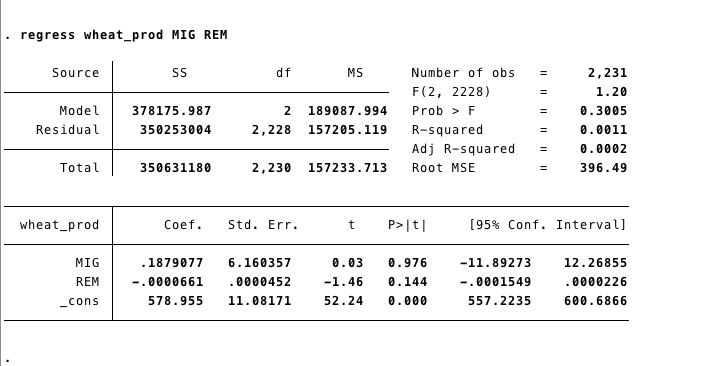 . regress wheat_prod MIG REM
Source SS df MS Number of obs = 2,231
F(2, 2228) = 1.20
Model 378175.987 2 189087.994 Prob > F = 0.3005
Residual 350253004 2,228 157205.119 R-squared = 0.0011
Adj R-squared = 0.0002
Total 350631180 2,230 157233.713 Root MSE = 396.49
wheat_prod Coef. Std. Err. t P>|t| [95% Conf. Interval]
MIG .1879077 6.160357 0.03 0.976 -11.89273 12.26855
REM -.0000661 .0000452 -1.46 0.144 -.0001549 .0000226
_cons 578.955 11.08171 52.24 0.000 557.2235 600.6866
.